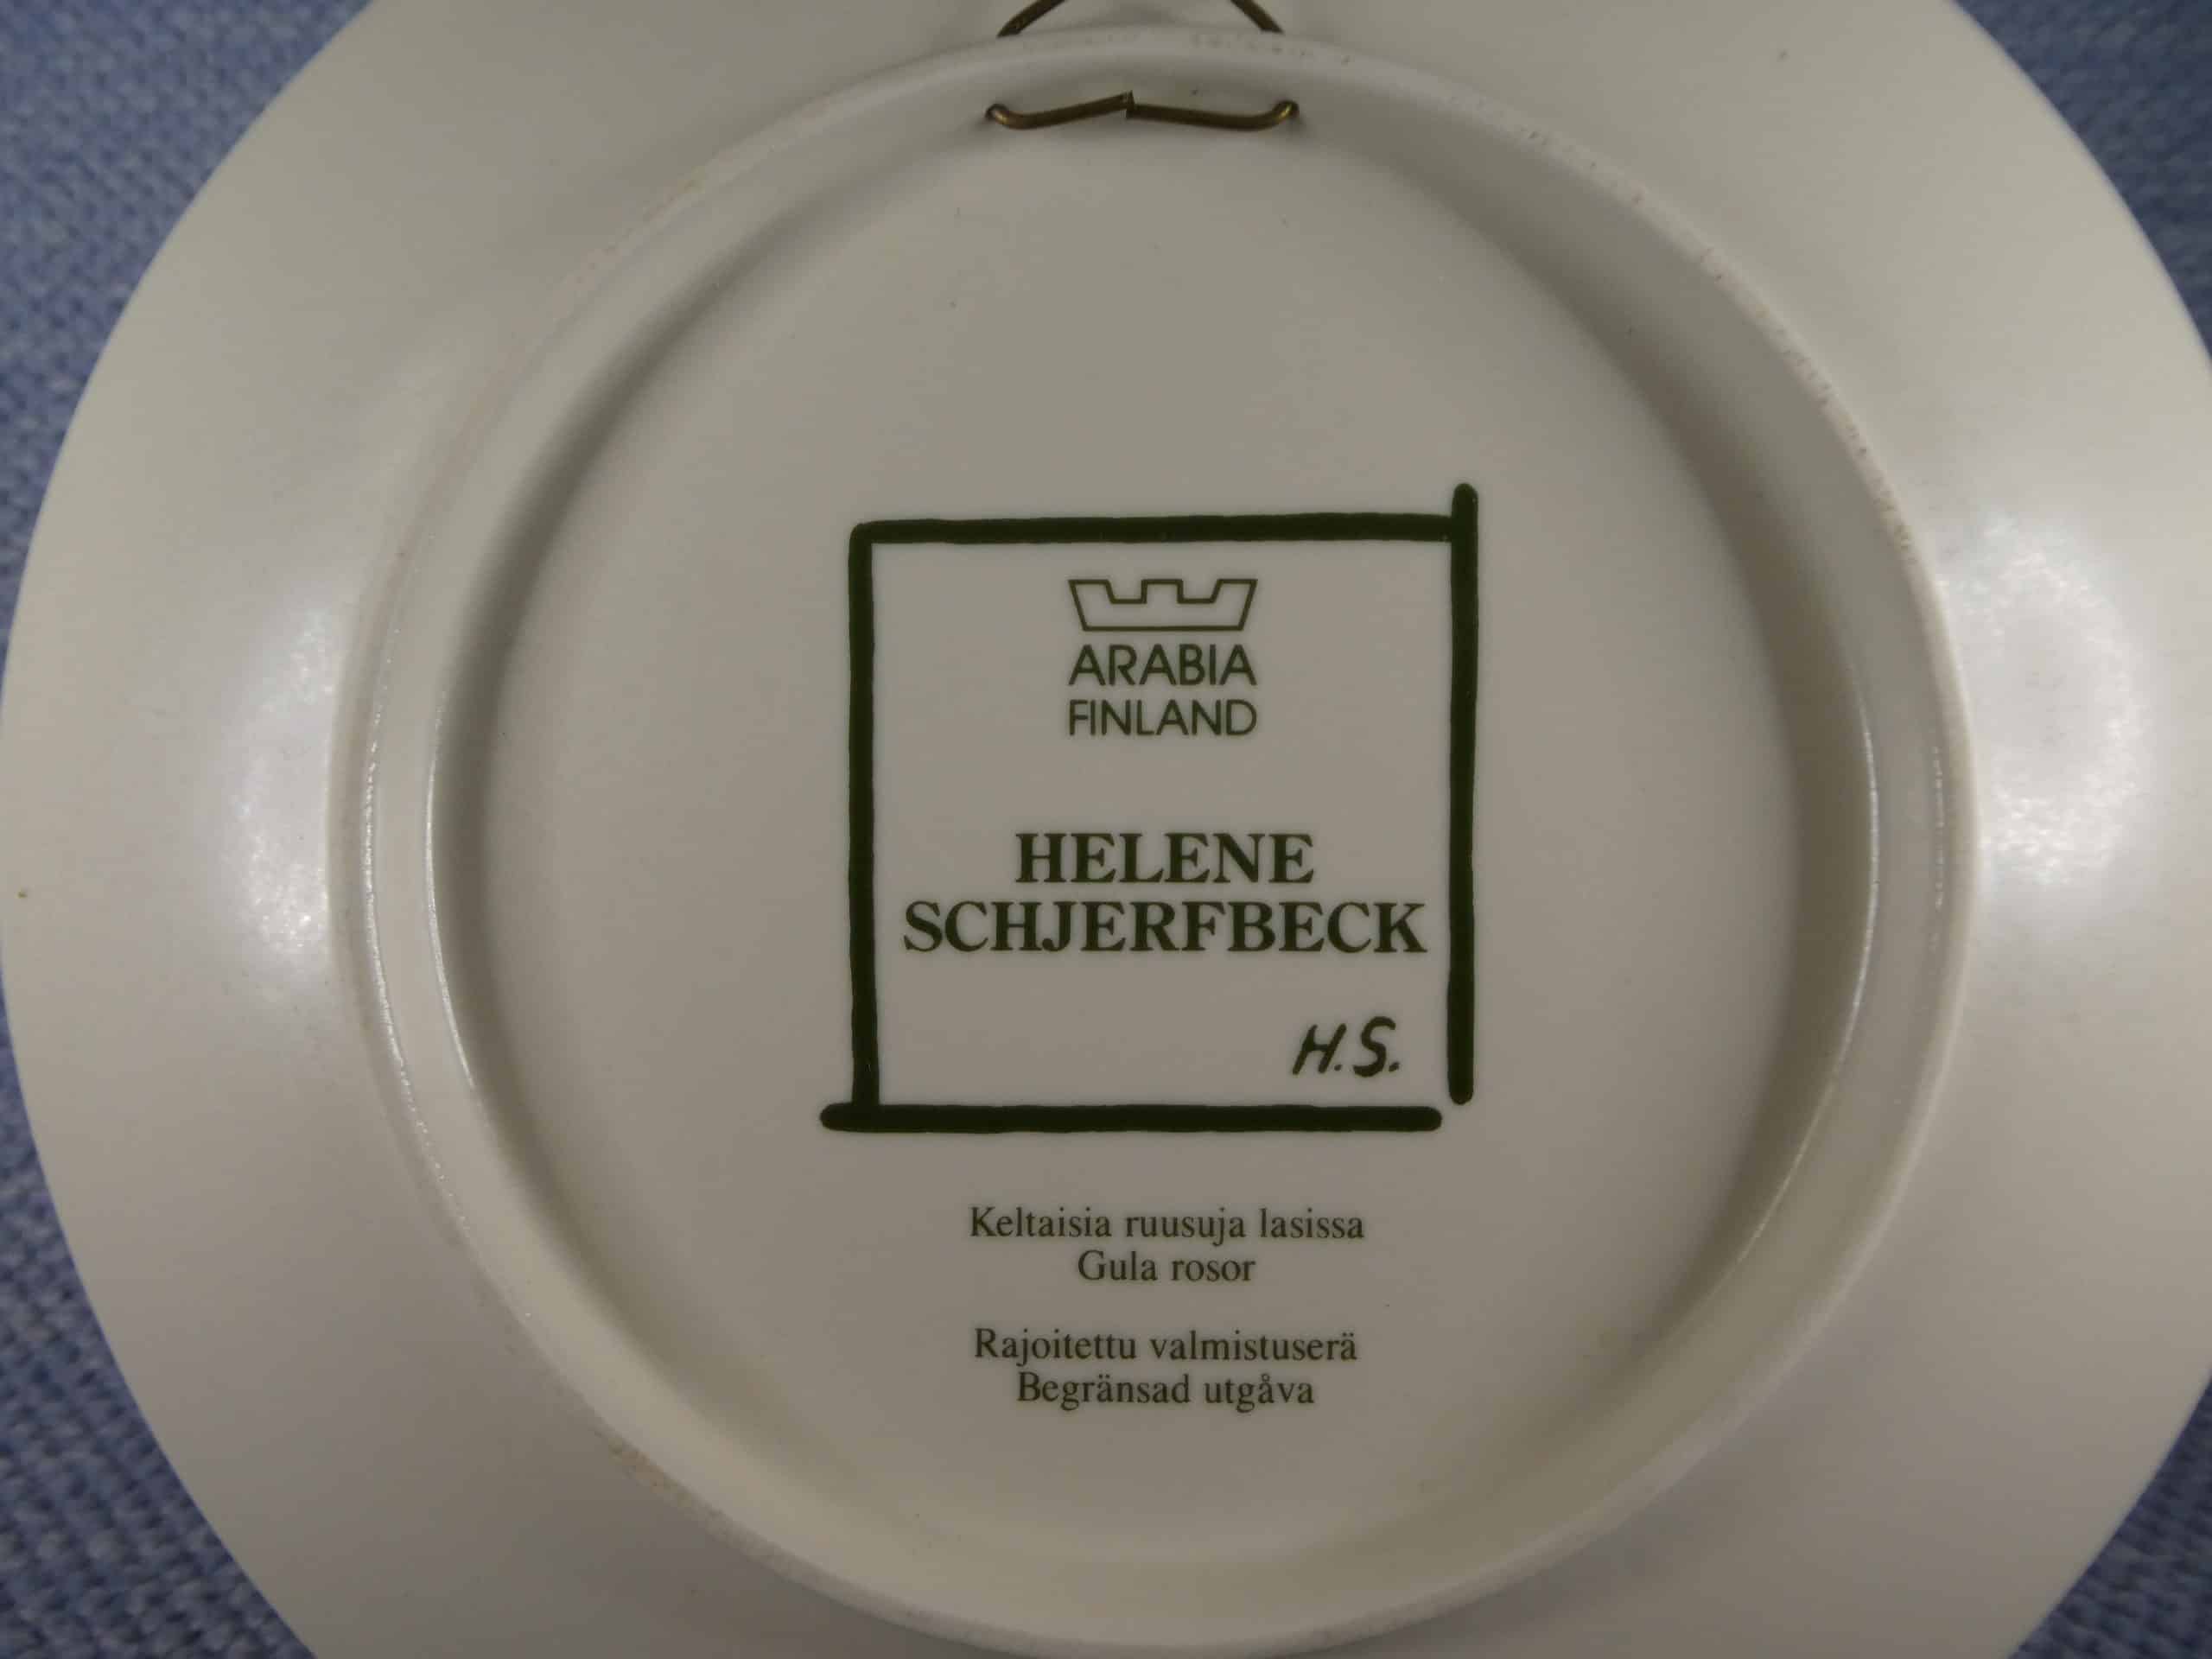 ARABIA
FINLAND
HELENE
SCHJERFBECK
H.S.
Keltaisia ruusuja lasissa
Gula rosor
Rajoitettu valmistuserä
Begränsad utgåva